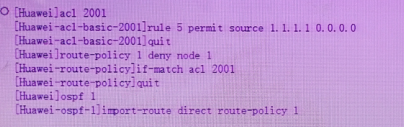 [Huawei]acl 2001
[Huawei-acl-basic-2001]rule 5 permit source 1.1.1.1 0.0.0.0
[Huawei-acl-basic-2001]quit
[Huawei]route-policy 1 deny node 1
[Huawei-route-policy]if-match acl 2001
[Huawei-route-policy]quit
[Huawei]ospf 1
[Huawei-ospf-1]import-route direct route-policy 1